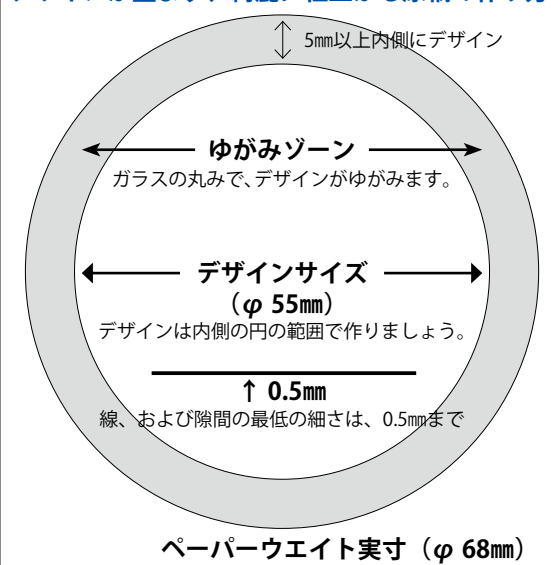 5㎜以上内側にデザイン
ゆがみゾーン
ガラスの丸みで、デザインがゆがみます。
デザインサイズ
（φ 55㎜）
デザインは内側の円の範囲で作りましょう。
↑ 0.5㎜
線、および隙間の最低の細さは、0.5㎜まで
ペーパーウエイト実寸（φ 68㎜）